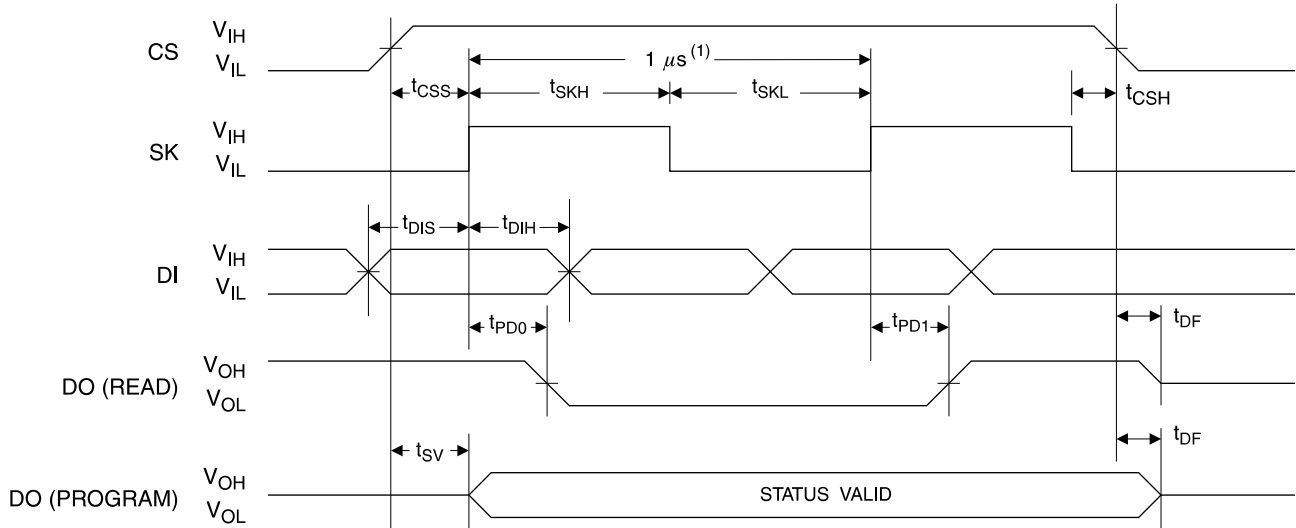 CS
V_IH
V_IL
1 μs (1)
t_CSS
t_SKH
t_SKL
t_CSH
SK
V_IH
V_IL
t_DIS
t_DIH
DI
V_IH
V_IL
t_PD0
t_PD1
t_DF
DO (READ)
V_OH
V_OL
t_SV
t_DF
DO (PROGRAM)
V_OH
V_OL
STATUS VALID